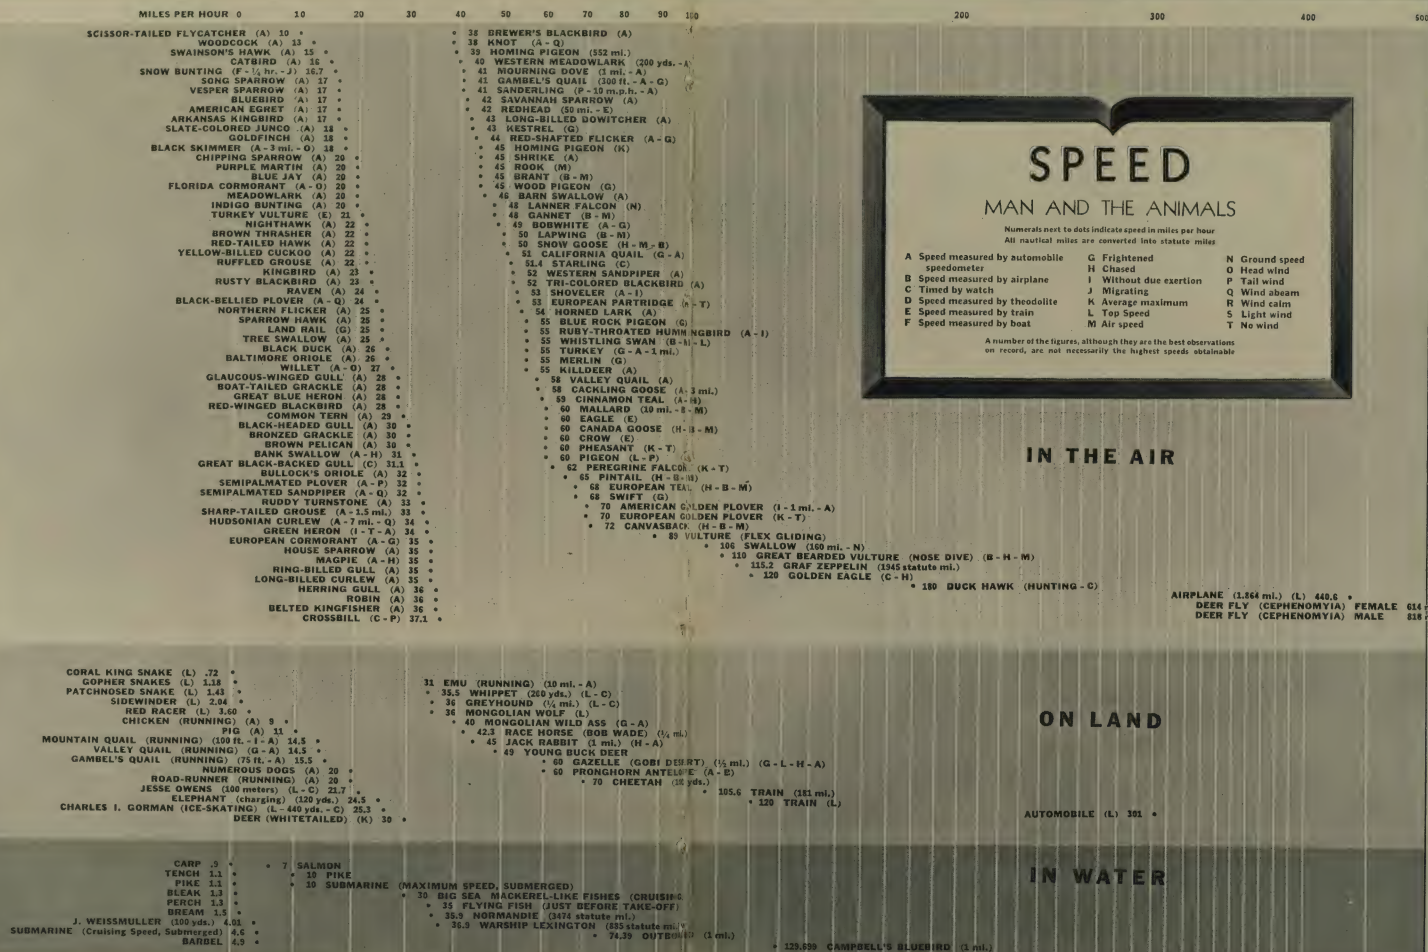 MILES PER HOUR 0 10 20 30 40 50 60 70 80 90 100 200 300 400 500
SCISSOR-TAILED FLYCATCHER (A) 10
WOODCOCK (A) 13
SWAINSON'S HAWK (A) 15
CATBIRD (A) 16
SNOW BUNTING (F - ¼ hr. - J) 16.7
SONG SPARROW (A) 17
VESPER SPARROW (A) 17
BLUEBIRD (A) 17
AMERICAN EGRET (A) 17
ARKANSAS KINGBIRD (A) 17
SLATE-COLORED JUNCO (A) 18
GOLDFINCH (A) 18
BLACK SKIMMER (A - 3 mi. - O) 18
CHIPPING SPARROW (A) 20
PURPLE MARTIN (A) 20
BLUE JAY (A) 20
FLORIDA CORMORANT (A - O) 20
MEADOWLARK (A) 20
INDIGO BUNTING (A) 20
TURKEY VULTURE (E) 21
NIGHTHAWK (A) 22
BROWN THRASHER (A) 22
RED-TAILED HAWK (A) 22
YELLOW-BILLED CUCKOO (A) 22
RUFFLED GROUSE (A) 22
KINGBIRD (A) 23
RUSTY BLACKBIRD (A) 23
RAVEN (A) 24
BLACK-BELLIED PLOVER (A - Q) 24
NORTHERN FLICKER (A) 25
SPARROW HAWK (A) 25
LAND RAIL (G) 25
TREE SWALLOW (A) 25
BLACK DUCK (A) 26
BALTIMORE ORIOLE (A) 26
WILLET (A - O) 27
GLAUCOUS-WINGED GULL (A) 28
BOAT-TAILED GRACKLE (A) 28
GREAT BLUE HERON (A) 28
RED-WINGED BLACKBIRD (A) 28
COMMON TERN (A) 29
BLACK-HEADED GULL (A) 30
BRONZED GRACKLE (A) 30
BROWN PELICAN (A) 30
BANK SWALLOW (A - H) 31
GREAT BLACK-BACKED GULL (C) 31.1
BULLOCK'S ORIOLE (A) 32
SEMIPALMATED PLOVER (A - P) 32
SEMIPALMATED SANDPIPER (A - Q) 32
RUDDY TURNSTONE (A) 33
SHARP-TAILED GROUSE (A - 1.5 mi.) 33
HUDSONIAN CURLEW (A - 7 mi. - Q) 34
GREEN HERON (I - T - A) 34
EUROPEAN CORMORANT (A - G) 35
HOUSE SPARROW (A) 35
MAGPIE (A - H) 35
RING-BILLED GULL (A) 35
LONG-BILLED CURLEW (A) 35
HERRING GULL (A) 36
ROBIN (A) 36
BELTED KINGFISHER (A) 36
CROSSBILL (C - P) 37.1
38 BREWER'S BLACKBIRD (A)
38 KNOT (A - Q)
39 HOMING PIGEON (552 mi.)
40 WESTERN MEADOWLARK (200 yds. - A)
41 MOURNING DOVE (1 mi. - A)
41 GAMBEL'S QUAIL (300 ft. - A - G)
41 SANDERLING (P - 10 m.p.h. - A)
42 SAVANNAH SPARROW (A)
42 REDHEAD (50 mi. - E)
43 LONG-BILLED DOWITCHER (A)
43 KESTREL (G)
44 RED-SHAFTED FLICKER (A - G)
45 HOMING PIGEON (K)
45 SHRIKE (A)
45 ROOK (M)
45 BRANT (B - M)
45 WOOD PIGEON (G)
46 BARN SWALLOW (A)
48 LANNER FALCON (N)
48 GANNET (B - M)
49 BOBWHITE (A - G)
50 LAPWING (B - M)
50 SNOW GOOSE (H - M - B)
51 CALIFORNIA QUAIL (G - A)
51.4 STARLING (C)
52 WESTERN SANDPIPER (A)
52 TRI-COLORED BLACKBIRD (A)
53 SHOVELER (A - I)
53 EUROPEAN PARTRIDGE - T)
54 HORNED LARK (A)
55 BLUE ROCK PIGEON (G)
55 RUBY-THROATED HUMMINGBIRD (A - I)
55 WHISTLING SWAN (B - M - L)
55 TURKEY (G - A - 1 mi.)
55 MERLIN (G)
55 KILLDEER (A)
58 VALLEY QUAIL (A)
58 CACKLING GOOSE (A - 3 mi.)
59 CINNAMON TEAL
60 MALLARD (10 mi. - B - M)
60 EAGLE (E)
60 CANADA GOOSE (H - B - M)
60 CROW (E)
60 PHEASANT (K - T)
60 PIGEON (L - P)
62 PEREGRINE FALCON (K - T)
65 PINTAIL (H - B - M)
68 EUROPEAN TEAL (H - B - M)
68 SWIFT (G)
70 AMERICAN GOLDEN PLOVER (I - 1 mi. - A)
70 EUROPEAN GOLDEN PLOVER (K - T)
72 CANVASBACK (H - B - M)
89 VULTURE (FLEX GLIDING)
106 SWALLOW (160 mi. - N)
110 GREAT BEARDED VULTURE (NOSE DIVE) (B - H - M)
115.2 GRAF ZEPPELIN (1945 statute mi.)
120 GOLDEN EAGLE (C - H)
180 DUCK HAWK (HUNTING - C)
AIRPLANE (1.864 mi.) (L) 440.6
DEER FLY (CEPHENOMYIA) FEMALE 614
DEER FLY (CEPHENOMYIA) MALE 818
SPEED
MAN AND THE ANIMALS
Numerals next to dots indicate speed in miles per hour
All nautical miles are converted into statute miles
A Speed measured by automobile
speedometer
B Speed measured by airplane
C Timed by watch
D Speed measured by theodolite
E Speed measured by train
F Speed measured by boat
G Frightened
H Chased
I Without due exertion
J Migrating
K Average maximum
L Top Speed
M Air speed
N Ground speed
O Head wind
P Tail wind
Q Wind abeam
R Wind calm
S Light wind
T No wind
A number of the figures, although they are the best observations
on record, are not necessarily the highest speeds obtainable
IN THE AIR
CORAL KING SNAKE (L) .72
GOPHER SNAKES (L) 1.18
PATCHNOSED SNAKE (L) 1.43
SIDEWINDER (L) 2.04
RED RACER (L) 3.60
CHICKEN (RUNNING) (A) 9
PIG (A) 11
MOUNTAIN QUAIL (RUNNING) (100 ft. - I - A) 14.5
VALLEY QUAIL (RUNNING) (G - A) 14.5
GAMBEL'S QUAIL (RUNNING) (75 ft. - A) 15.5
NUMEROUS DOGS (A) 20
ROAD-RUNNER (RUNNING) (A) 20
JESSE OWENS (100 meters) (L - C) 21.7
ELEPHANT (charging) (120 yds.) 24.5
CHARLES I. GORMAN (ICE-SKATING) (L - 440 yds. - C) 25.3
DEER (WHITETAILED) (K) 30
31 EMU (RUNNING) (10 mi. - A)
35.5 WHIPPET (200 yds.) (L - C)
36 GREYHOUND (¼ mi.) (L - C)
36 MONGOLIAN WOLF (L)
40 MONGOLIAN WILD ASS (G - A)
42.3 RACE HORSE (BOB WADE) (¼ mi.)
45 JACK RABBIT (1 mi.) (H - A)
49 YOUNG BUCK DEER
60 GAZELLE (GOBI DESERT) (½ mi.) (G - L - H - A)
60 PRONGHORN ANTELOPE (A - E)
70 CHEETAH yds.)
105.6 TRAIN (181 mi.)
120 TRAIN (L)
ON LAND
AUTOMOBILE (L) 301
CARP .5
TENCH 1.1
PIKE 1.1
BLEAK 1.3
PERCH 1.3
BREAM 1.5
J. WEISSMULLER (100 yds.) 4.01
SUBMARINE (Cruising Speed, Submerged) 4.6
BARBEL 4.9
7 SALMON
10 PIKE
10 SUBMARINE (MAXIMUM SPEED, SUBMERGED)
30 BIG SEA MACKEREL-LIKE FISHES (CRUISING
35 FLYING FISH (JUST BEFORE TAKE-OFF)
35.9 NORMANDIE (3474 statute mi.)
36.9 WARSHIP LEXINGTON (885 statute mi.)
74.39 OUTBOARD (1 mi.)
129.699 CAMPBELL'S BLUEBIRD (1 mi.)
IN WATER